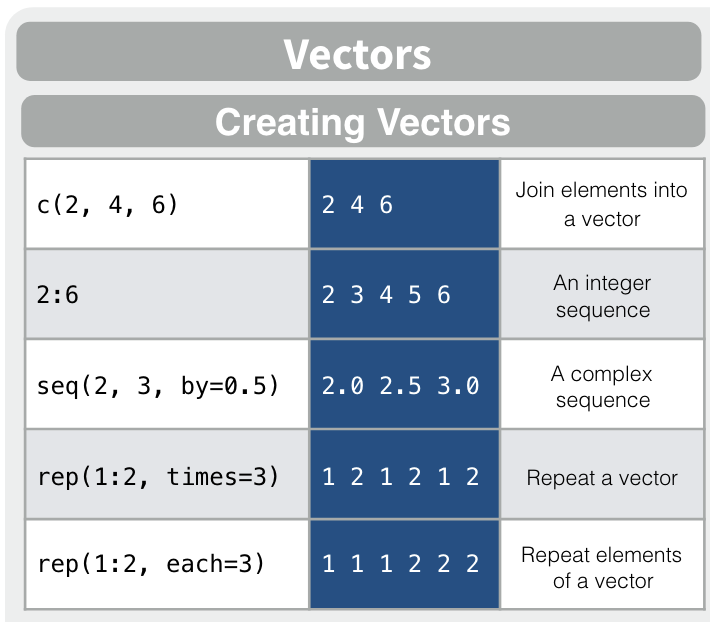 Vectors
Creating Vectors
c(2, 4, 6)
2 4 6
Join elements into
a vector
2:6
2 3 4 5 6
An integer
sequence
seq(2, 3, by=0.5)
2.0 2.5 3.0
A complex
sequence
rep(1:2, times=3)
1 2 1 2 1 2
Repeat a vector
rep(1:2, each=3)
1 1 1 2 2 2
Repeat elements
of a vector